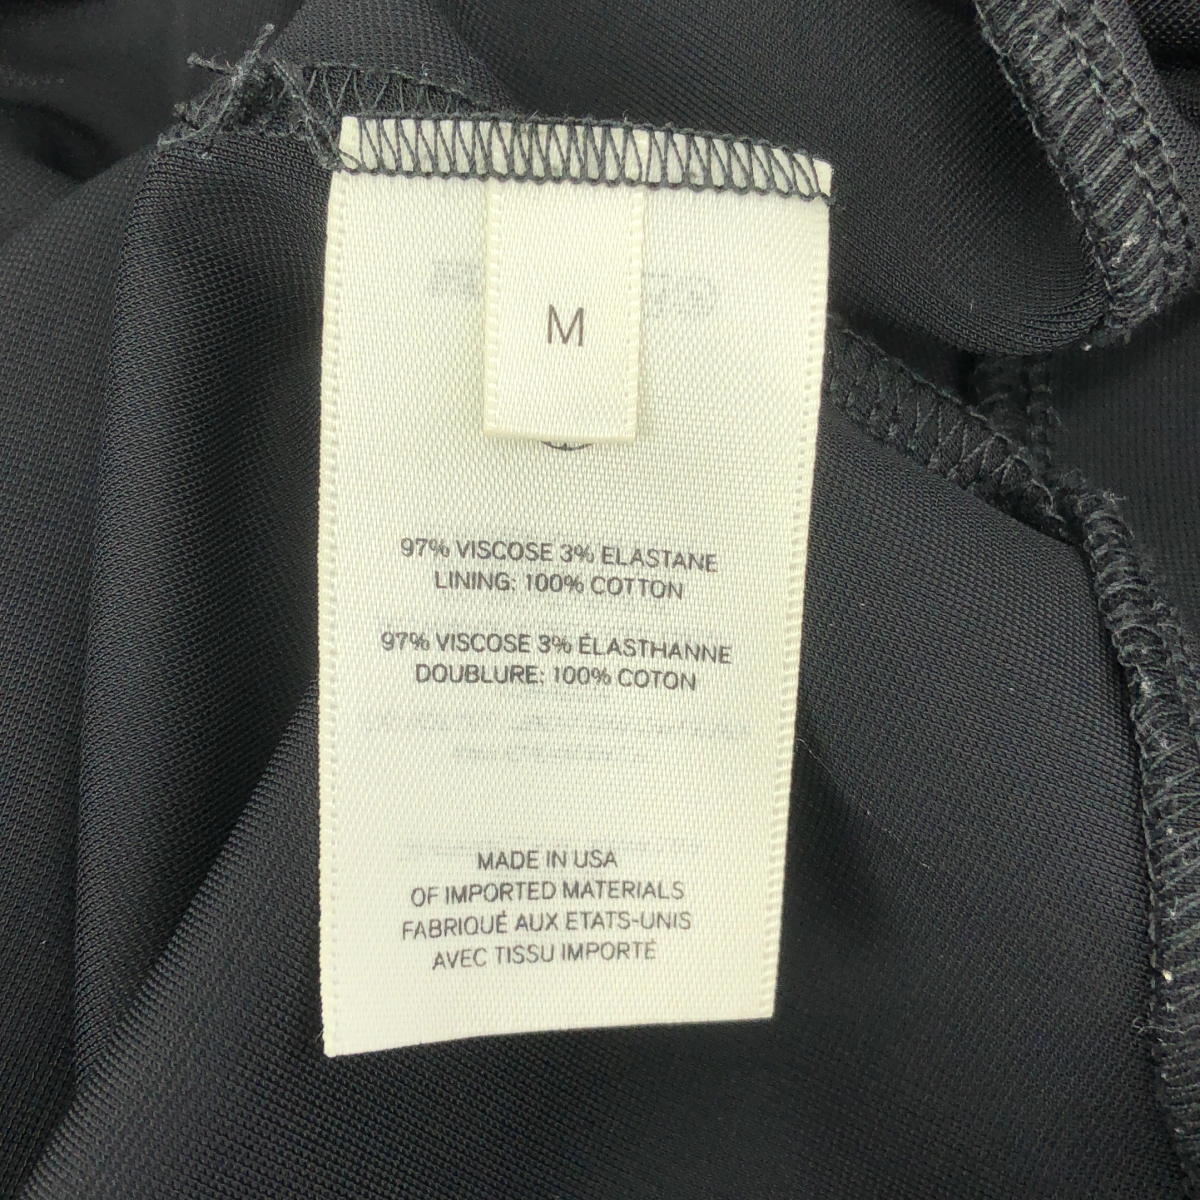 M
97% VISCOSE 3% ELASTANE
LINING: 100% COTTON
97% VISCOSE 3% ÉLASTHANNE
DOUBLURE: 100% COTON
MADE IN USA
OF IMPORTED MATERIALS
FABRIQUÉ AUX ETATS-UNIS
AVEC TISSU IMPORTÉ